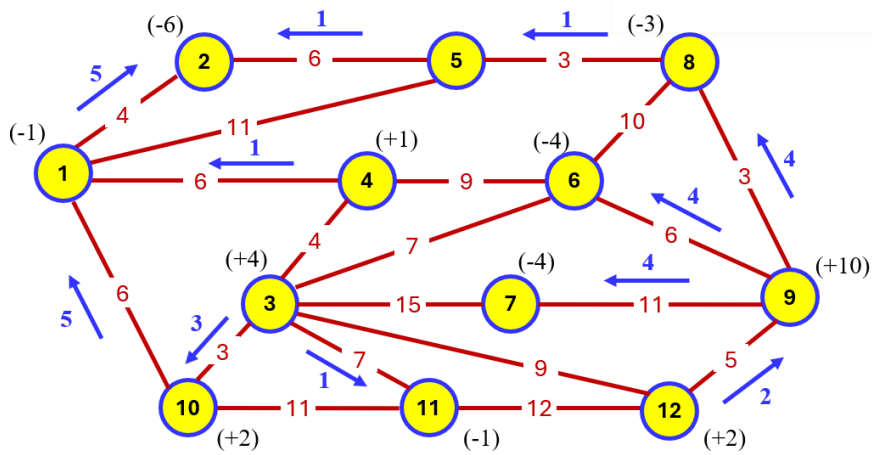 1 1
(-6) (-3)
2 6 5 3 8
5
4
(-1) 11 10
(+1) (-4)
1 4
1 6 4 9 6 3
4
4 7 6
(+4) (-4) 4 (+10)
3 15 7 11 9
5 6 3
3 7 9 5
1 2
10 11 11 12 12
(+2) (-1) (+2)